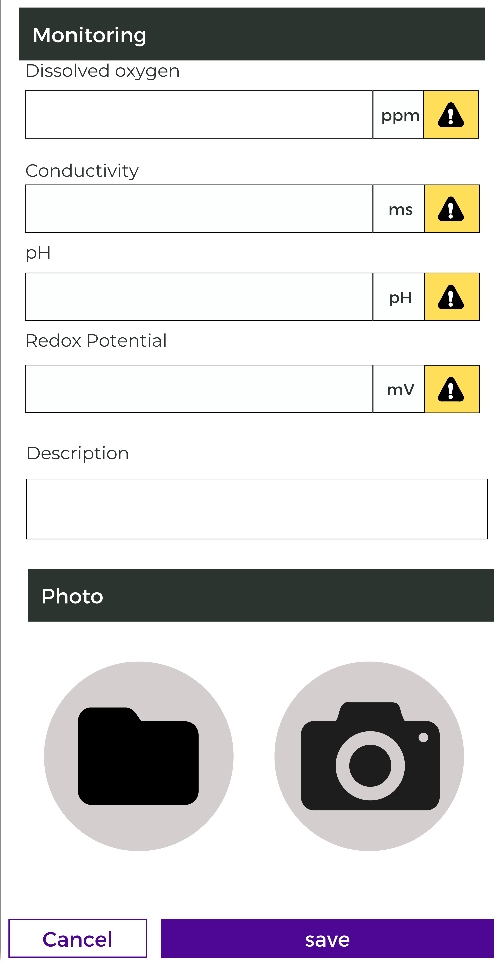 Monitoring
Dissolved oxygen
ppm
Conductivity
ms
pH
pH
Redox Potential
mV
Description
Photo
Cancel
save